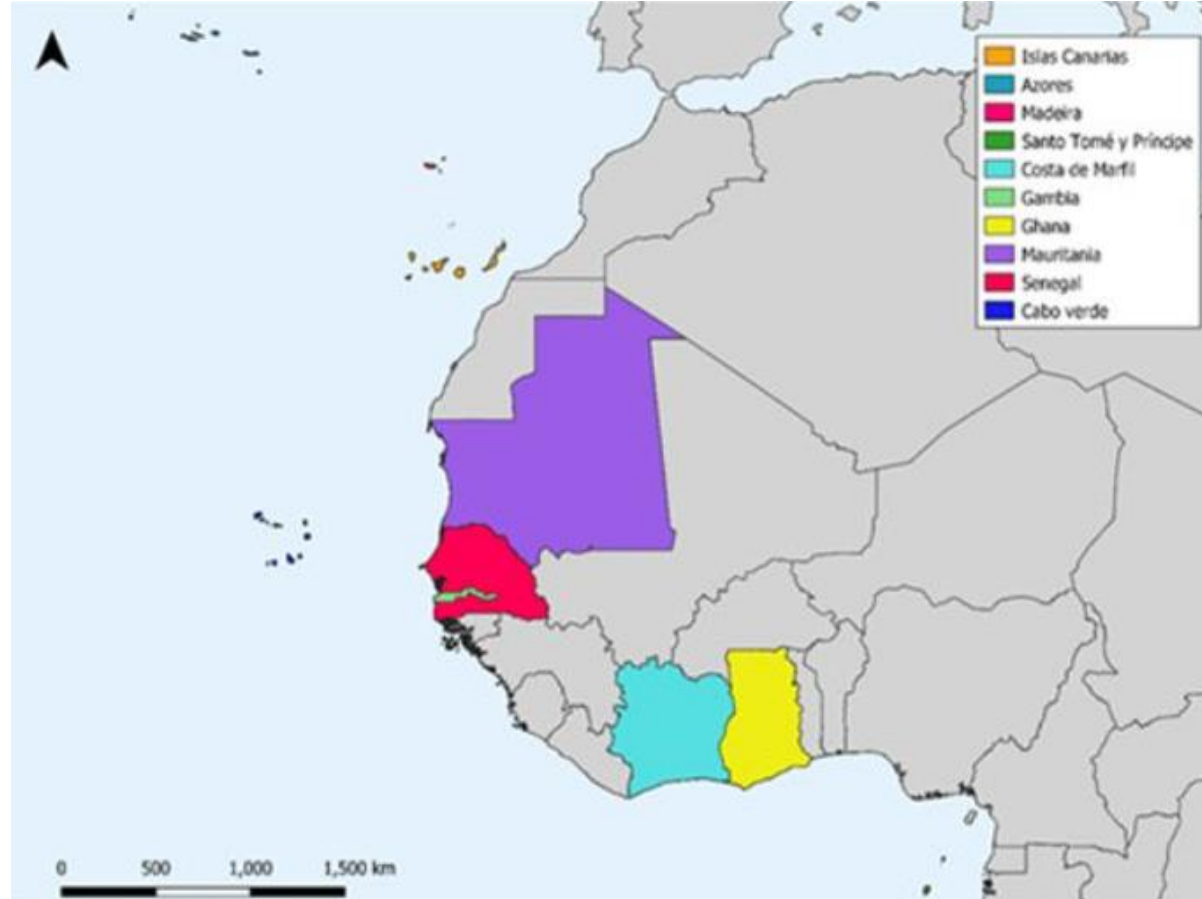 Islas Canarias
Azores
Madeira
Santo Tomé y Príncipe
Costa de Marfil
Gambia
Ghana
Mauritania
Senegal
Cabo verde
0 500 1,000 1,500 km